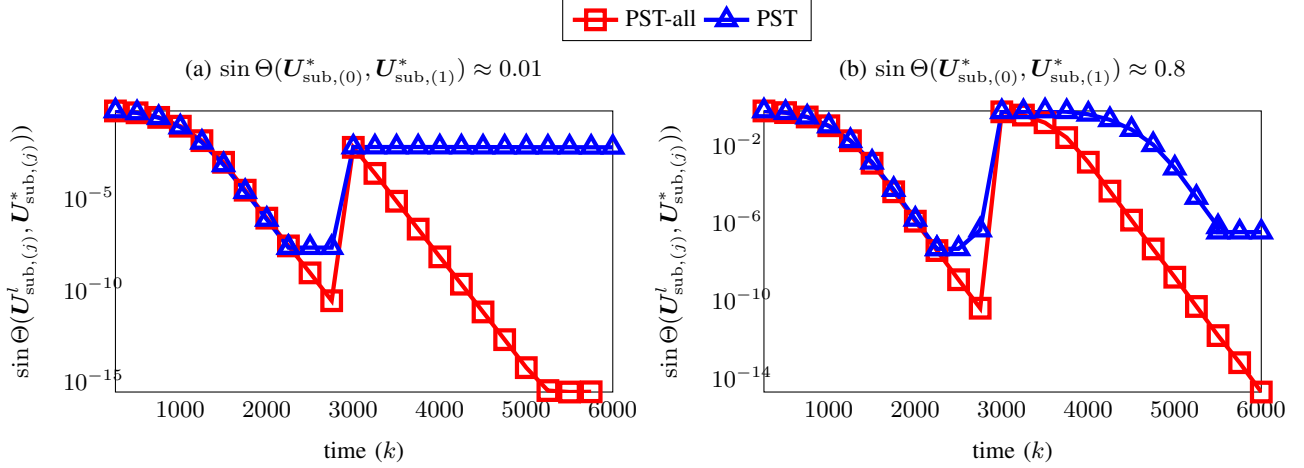 PST-all PST
(a) sin Θ(U*sub,(0), U*sub,(1)) ≈ 0.01
(b) sin Θ(U*sub,(0), U*sub,(1)) ≈ 0.8
sin Θ(U^l sub,(j), U*sub,(j))
10^−5
10^−10
10^−15
1000 2000 3000 4000 5000 6000
time (k)
sin Θ(U^l sub,(j), U*sub,(j))
10^−2
10^−6
10^−10
10^−14
1000 2000 3000 4000 5000 6000
time (k)